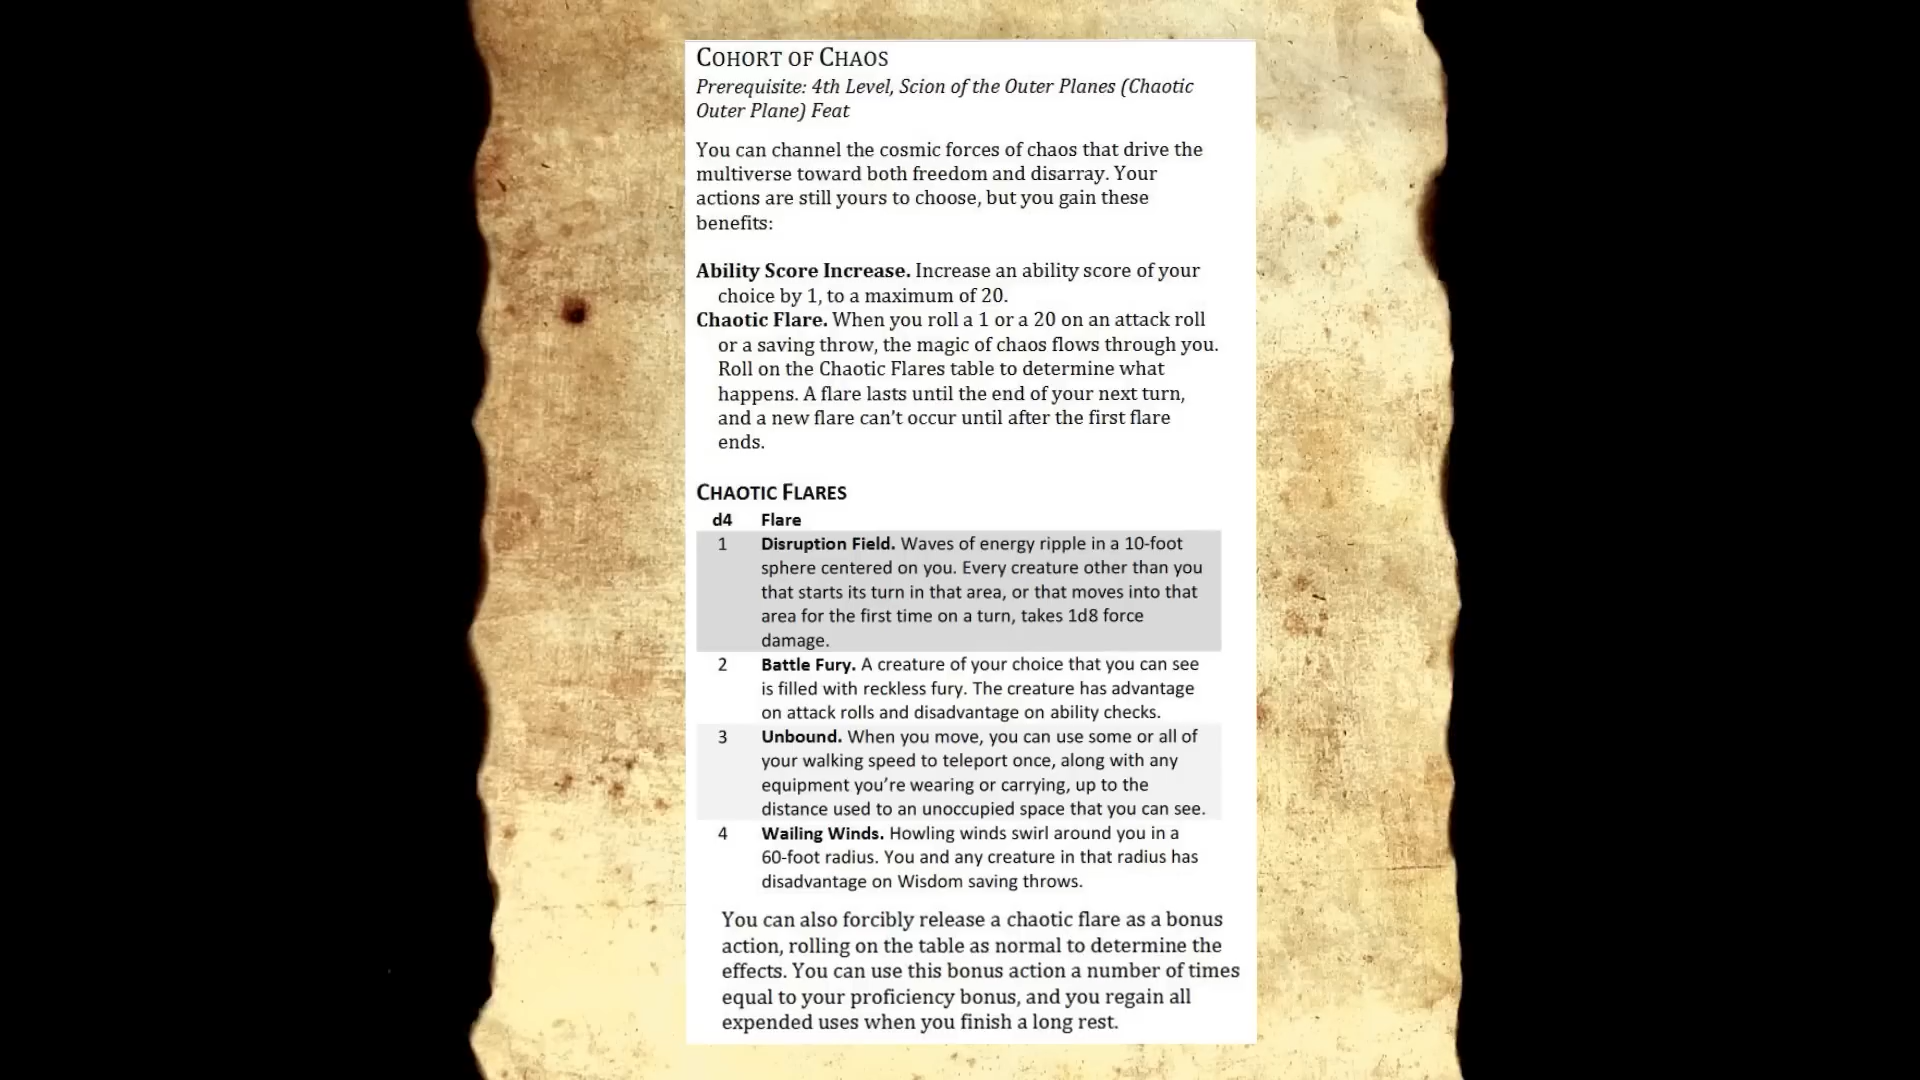 COHORT OF CHAOS
Prerequisite: 4th Level, Scion of the Outer Planes (Chaotic
Outer Plane) Feat
You can channel the cosmic forces of chaos that drive the
multiverse toward both freedom and disarray. Your
actions are still yours to choose, but you gain these
benefits:
Ability Score Increase. Increase an ability score of your
choice by 1, to a maximum of 20.
Chaotic Flare. When you roll a 1 or a 20 on an attack roll
or a saving throw, the magic of chaos flows through you.
Roll on the Chaotic Flares table to determine what
happens. A flare lasts until the end of your next turn,
and a new flare can't occur until after the first flare
ends.
CHAOTIC FLARES
d4 Flare
1 Disruption Field. Waves of energy ripple in a 10-foot
sphere centered on you. Every creature other than you
that starts its turn in that area, or that moves into that
area for the first time on a turn, takes 1d8 force
damage.
2 Battle Fury. A creature of your choice that you can see
is filled with reckless fury. The creature has advantage
on attack rolls and disadvantage on ability checks.
3 Unbound. When you move, you can use some or all of
your walking speed to teleport once, along with any
equipment you're wearing or carrying, up to the
distance used to an unoccupied space that you can see.
4 Wailing Winds. Howling winds swirl around you in a
60-foot radius. You and any creature in that radius has
disadvantage on Wisdom saving throws.
You can also forcibly release a chaotic flare as a bonus
action, rolling on the table as normal to determine the
effects. You can use this bonus action a number of times
equal to your proficiency bonus, and you regain all
expended uses when you finish a long rest.